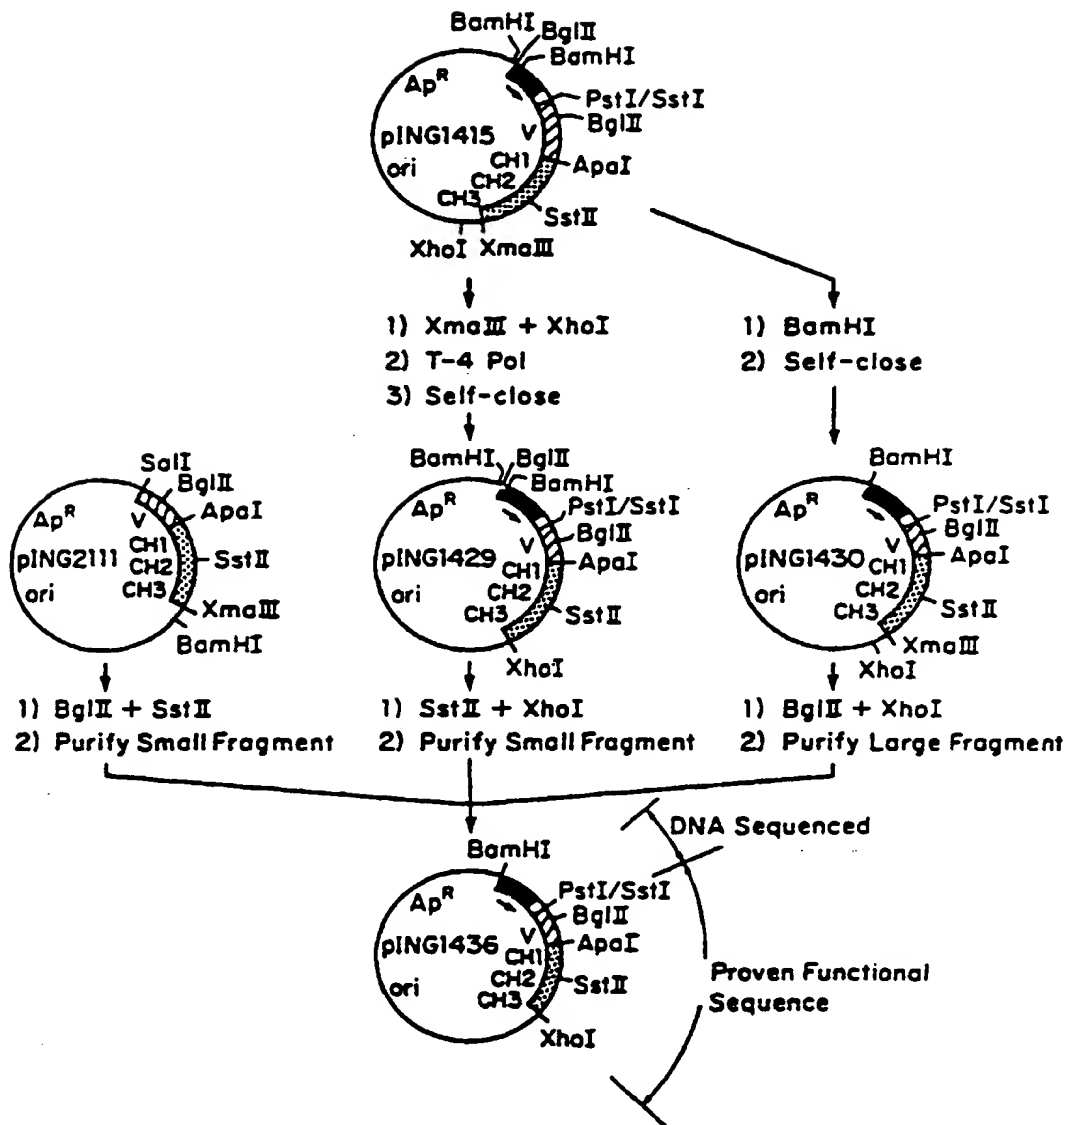 BamHI
BglII
BamHI
Ap^R
PstI/SstI
BglII
pING1415
V
ori
CH1
ApaI
CH2
CH3
SstII
XhoI XmaIII
1) XmaIII + XhoI
2) T-4 Pol
3) Self-close
1) BamHI
2) Self-close
SalI
BglII
Ap^R
ApaI
V
pING2111
CH1
SstII
CH2
ori
CH3
XmaIII
BamHI
BamHI
BglII
BamHI
Ap^R
PstI/SstI
BglII
V
pING1429
ApaI
CH1
ori
CH2
SstII
CH3
XhoI
BamHI
Ap^R
PstI/SstI
BglII
V
pING1430
ApaI
CH1
ori
CH2
SstII
CH3
XmaIII
XhoI
1) BglII + SstII
2) Purify Small Fragment
1) SstII + XhoI
2) Purify Small Fragment
1) BglII + XhoI
2) Purify Large Fragment
DNA Sequenced
BamHI
Ap^R
PstI/SstI
BglII
V
pING1436
ApaI
CH1
ori
CH2
SstII
CH3
XhoI
Proven Functional
Sequence